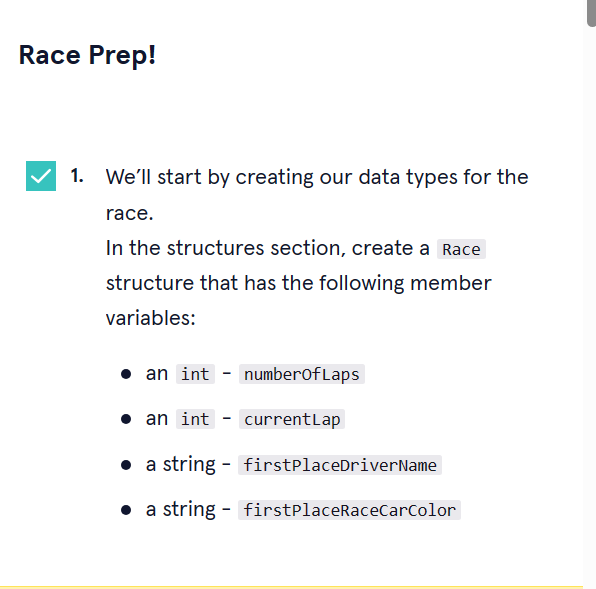 Race Prep!
1. We’ll start by creating our data types for the
race.
In the structures section, create a Race
structure that has the following member
variables:
• an int - numberOfLaps
• an int - currentLap
• a string - firstPlaceDriverName
• a string - firstPlaceRaceCarColor